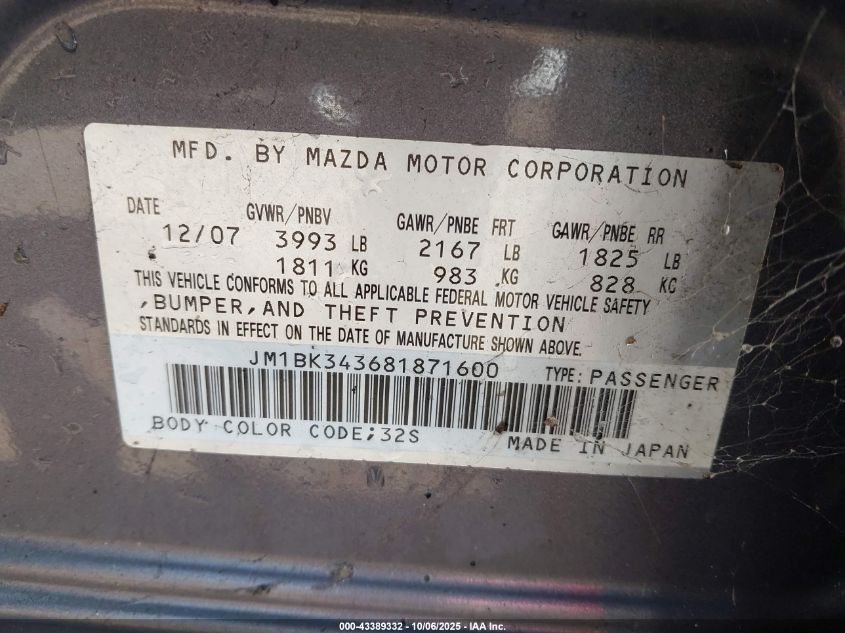 MFD. BY MAZDA MOTOR CORPORATION
DATE GVWR/PNBV GAWR/PNBE FRT GAWR/PNBE RR
12/07 3993 LB 2167 LB 1825 LB
1811 KG 983 KG 828 KG
THIS VEHICLE CONFORMS TO ALL APPLICABLE FEDERAL MOTOR VEHICLE SAFETY
,BUMPER,AND THEFT PREVENTION
STANDARDS IN EFFECT ON THE DATE OF MANUFACTURE SHOWN ABOVE.
JM1BK343681871600 TYPE: PASSENGER
BODY COLOR CODE;32S MADE IN JAPAN
000-43389332 - 10/06/2025 - IAA Inc.